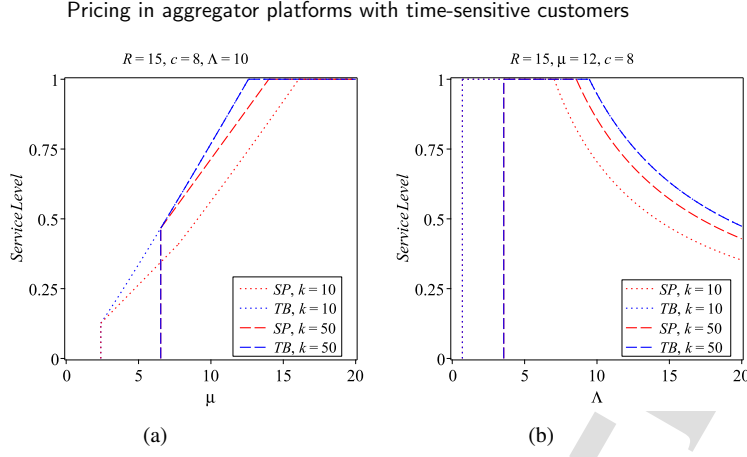 Pricing in aggregator platforms with time-sensitive customers
R = 15, c = 8, Λ = 10
1
0.75
0.5
0.25
0
Service Level
SP, k = 10
TB, k = 10
SP, k = 50
TB, k = 50
0 5 10 15 20
μ
(a)
R = 15, μ = 12, c = 8
1
0.75
0.5
0.25
0
Service Level
SP, k = 10
TB, k = 10
SP, k = 50
TB, k = 50
0 5 10 15 20
Λ
(b)